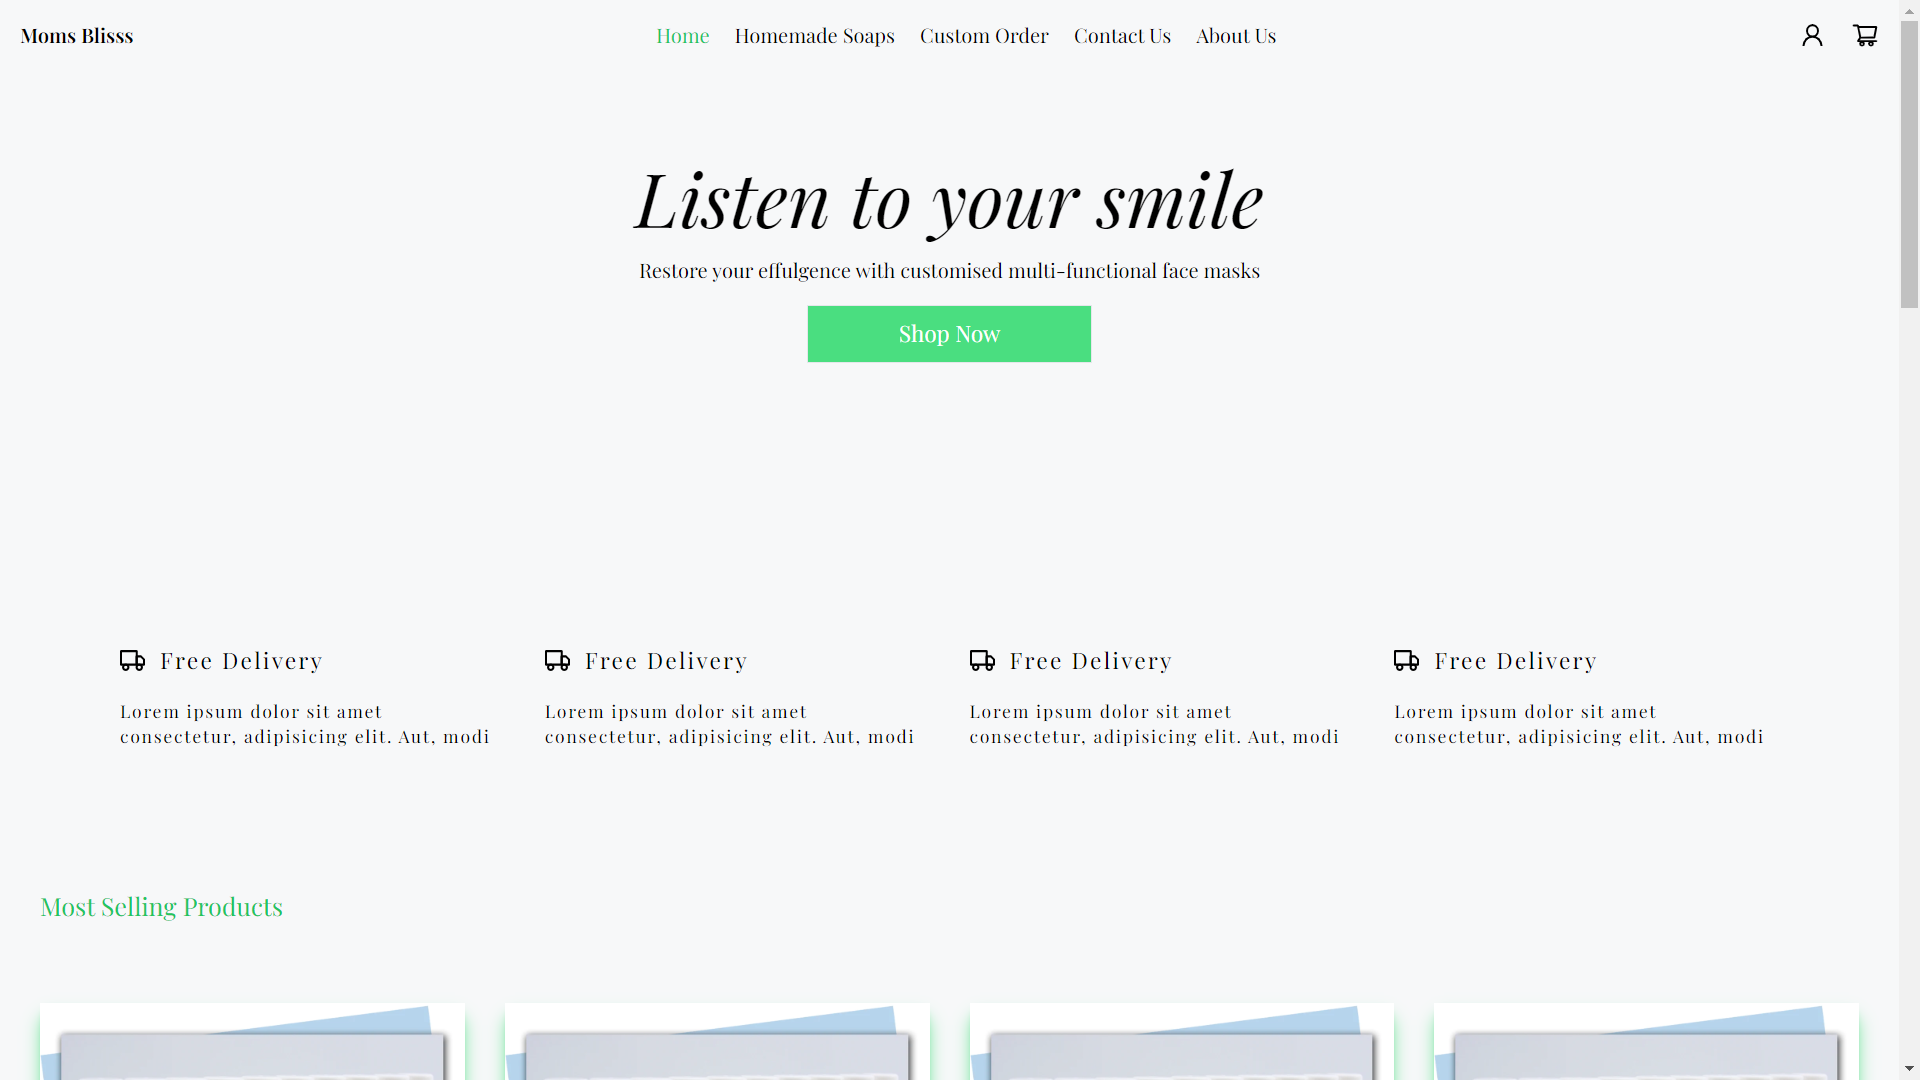 Moms Blisss
Home
Homemade Soaps
Custom Order
Contact Us
About Us
Listen to your smile
Restore your effulgence with customised multi-functional face masks
Shop Now
Free Delivery
Lorem ipsum dolor sit amet
consectetur, adipisicing elit. Aut, modi
Free Delivery
Lorem ipsum dolor sit amet
consectetur, adipisicing elit. Aut, modi
Free Delivery
Lorem ipsum dolor sit amet
consectetur, adipisicing elit. Aut, modi
Free Delivery
Lorem ipsum dolor sit amet
consectetur, adipisicing elit. Aut, modi
Most Selling Products